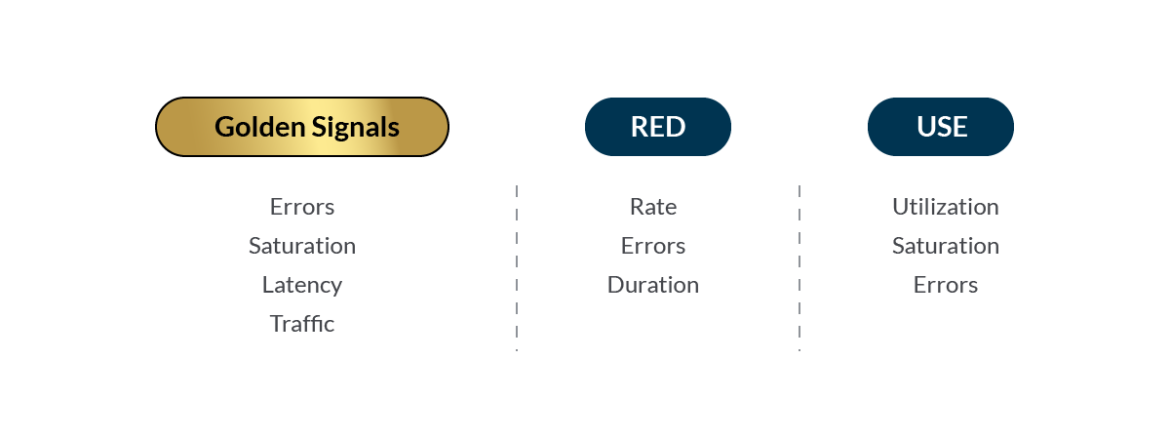 Golden Signals
Errors
Saturation
Latency
Traffic
RED
Rate
Errors
Duration
USE
Utilization
Saturation
Errors